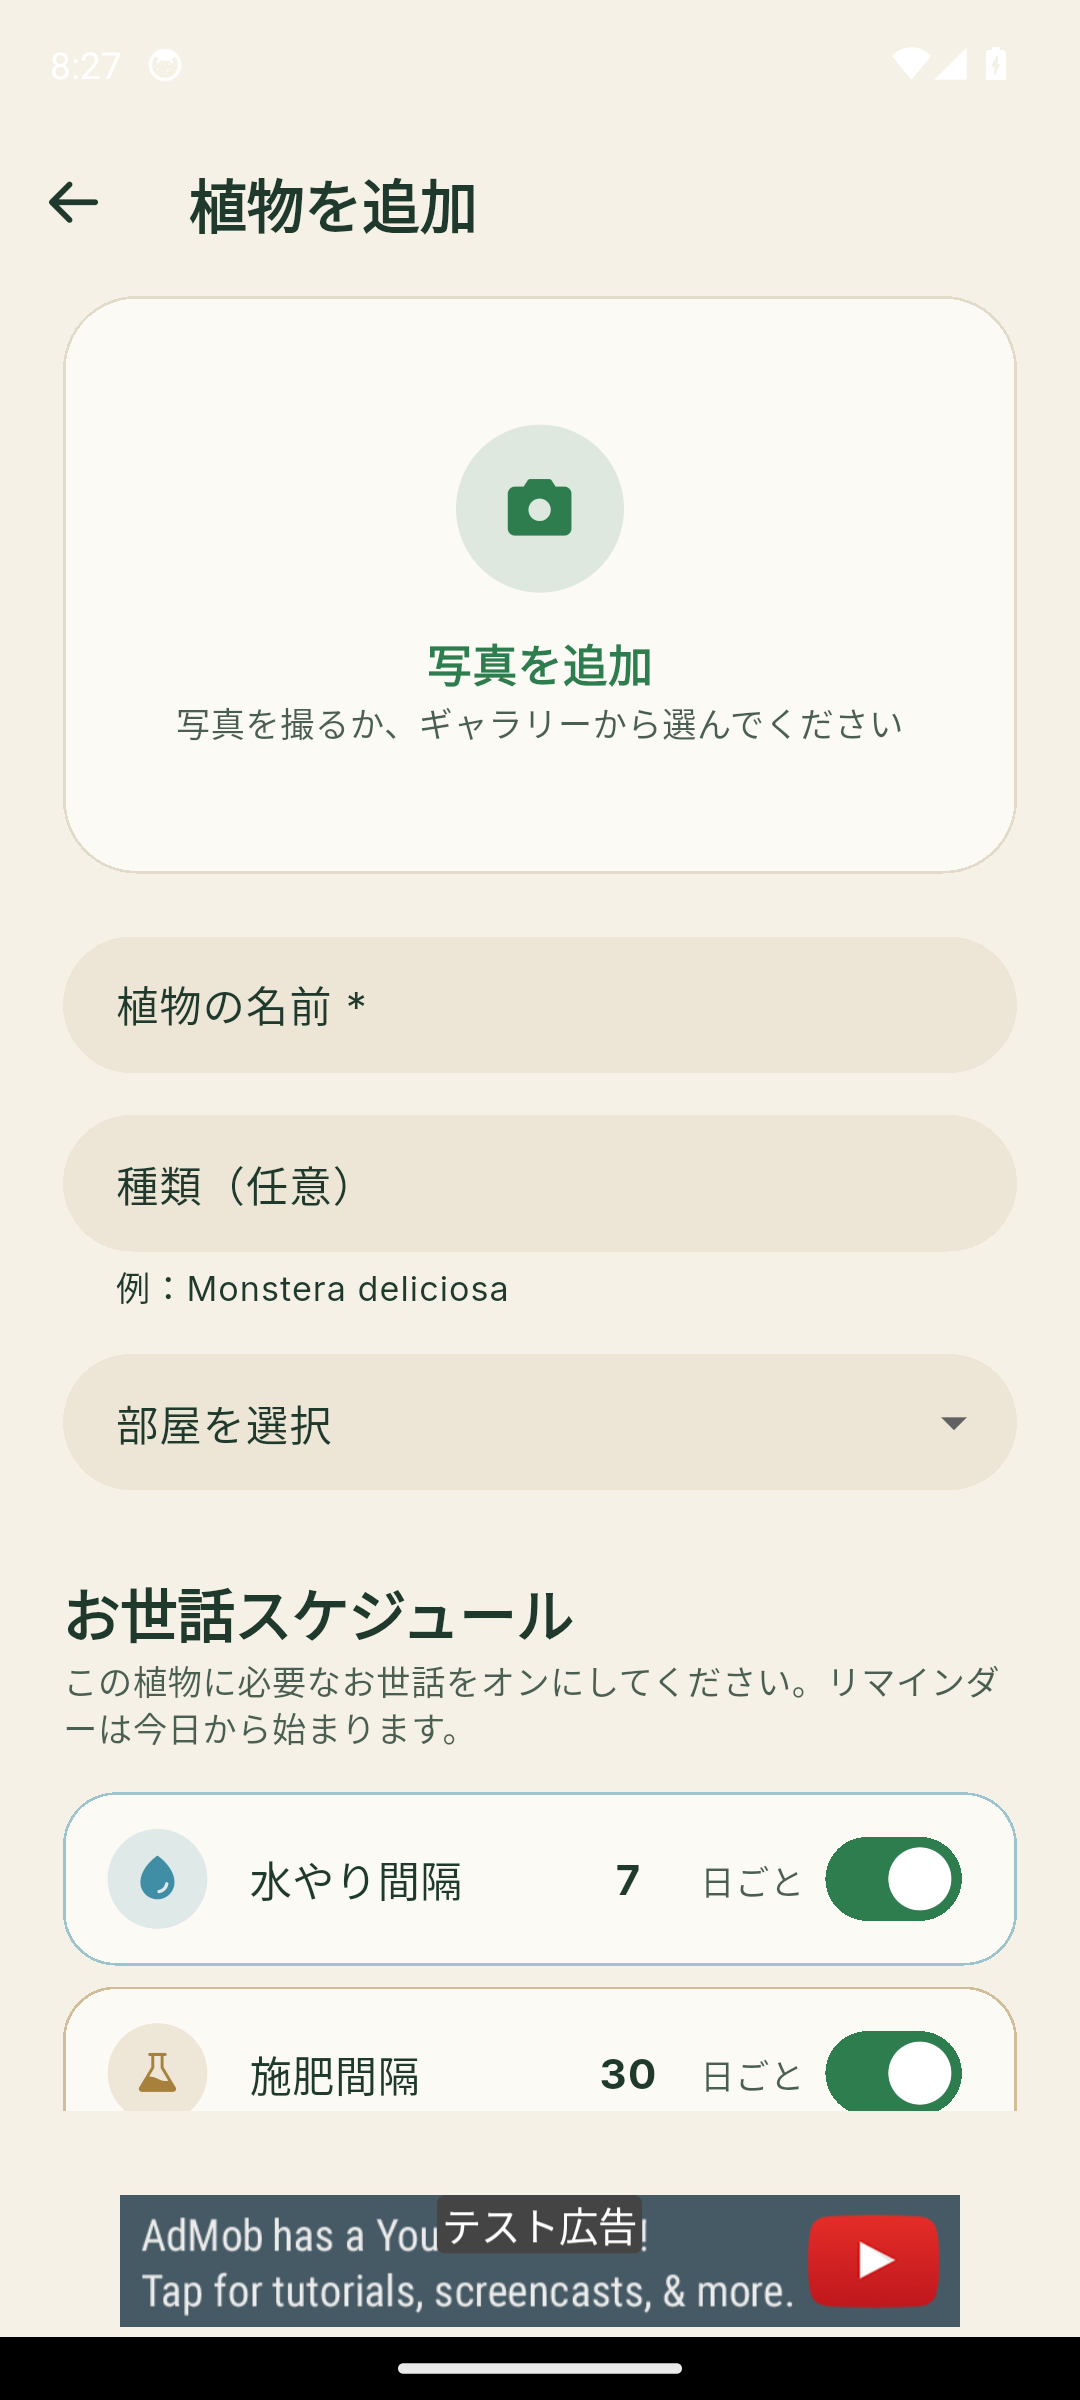 8:27
植物を追加
写真を追加
写真を撮るか、ギャラリーから選んでください
植物の名前 *
種類（任意）
例：Monstera deliciosa
部屋を選択
お世話スケジュール
この植物に必要なお世話をオンにしてください。リマインダ
ーは今日から始まります。
水やり間隔 7 日ごと
施肥間隔 30 日ごと
テスト広告
AdMob has a You !
Tap for tutorials, screencasts, & more.